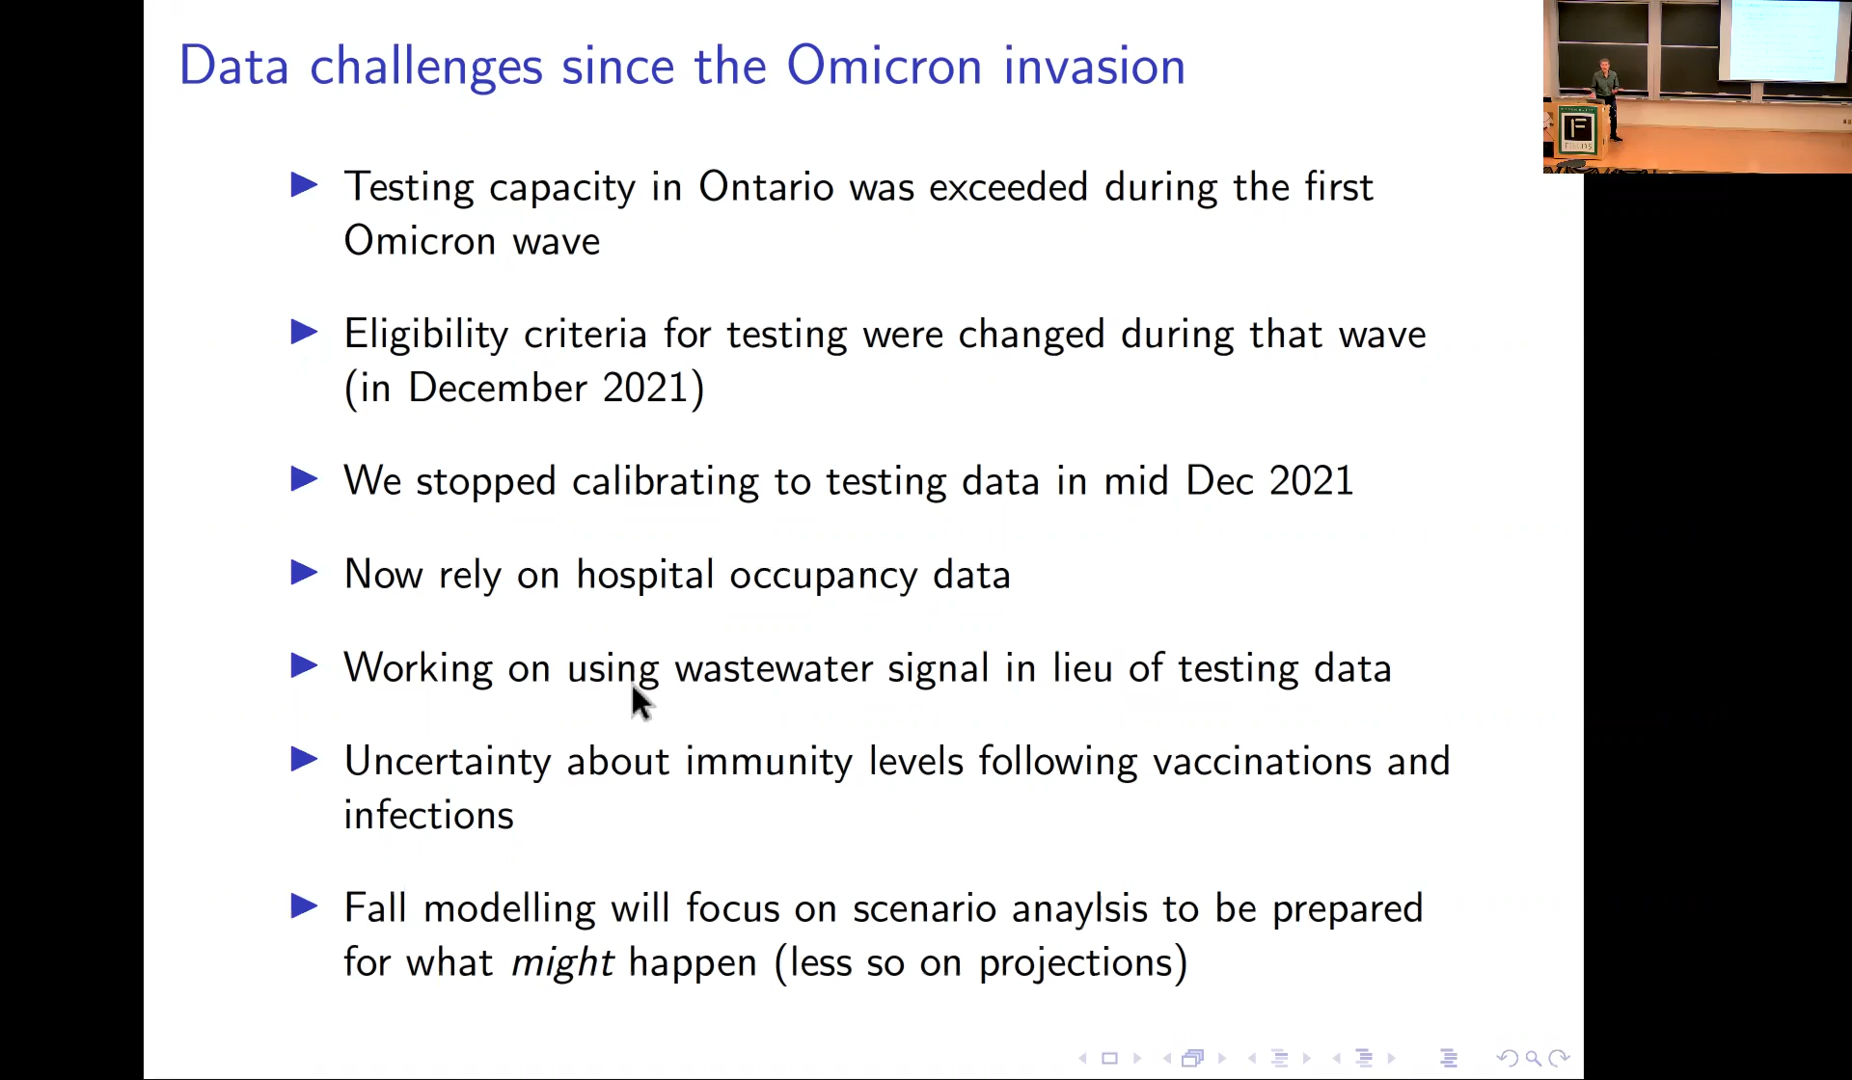 Data challenges since the Omicron invasion
Testing capacity in Ontario was exceeded during the first
Omicron wave
Eligibility criteria for testing were changed during that wave
(in December 2021)
We stopped calibrating to testing data in mid Dec 2021
Now rely on hospital occupancy data
Working on using wastewater signal in lieu of testing data
Uncertainty about immunity levels following vaccinations and
infections
Fall modelling will focus on scenario anaylsis to be prepared
for what might happen (less so on projections)
F
FIELDS